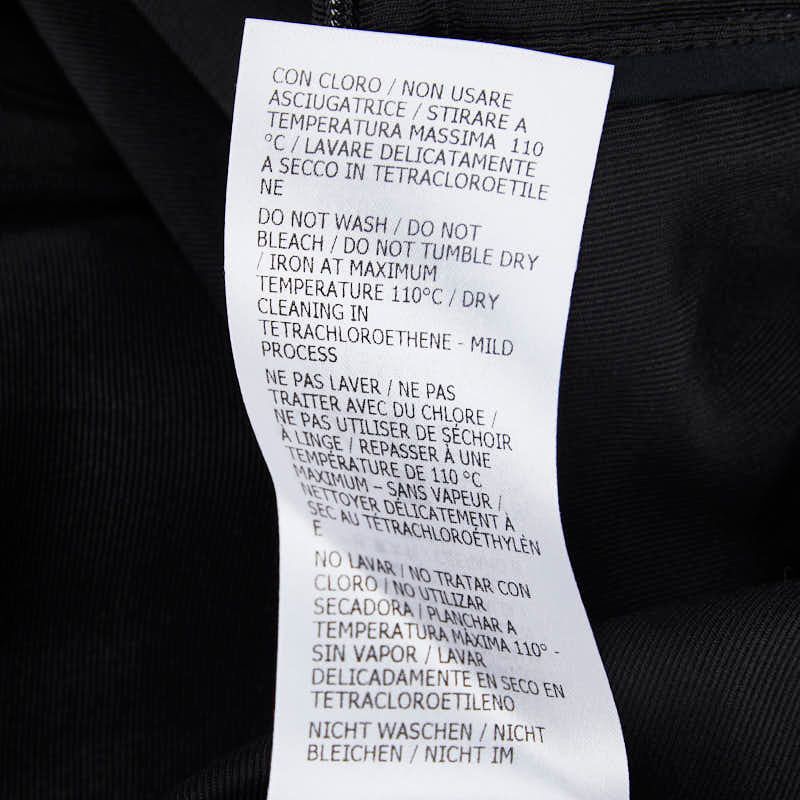 CON CLORO / NON USARE
ASCIUGATRICE / STIRARE A
TEMPERATURA MASSIMA 110
°C / LAVARE DELICATAMENTE
A SECCO IN TETRACLOROETILE
NE
DO NOT WASH / DO NOT
BLEACH / DO NOT TUMBLE DRY
/ IRON AT MAXIMUM
TEMPERATURE 110°C / DRY
CLEANING IN
TETRACHLOROETHENE - MILD
PROCESS
NE PAS LAVER / NE PAS
TRAITER AVEC DU CHLORE /
NE PAS UTILISER DE SÉCHOIR
À LINGE / REPASSER À UNE
TEMPÉRATURE DE 110 °C
MAXIMUM – SANS VAPEUR /
NETTOYER DÉLICATEMENT À
SEC AU TÉTRACHLOROÉTHYLÈN
E
NO LAVAR / NO TRATAR CON
CLORO / NO UTILIZAR
SECADORA / PLANCHAR A
TEMPERATURA MÁXIMA 110° -
SIN VAPOR / LAVAR
DELICADAMENTE EN SECO EN
TETRACLOROETILENO
NICHT WASCHEN / NICHT
BLEICHEN / NICHT IM